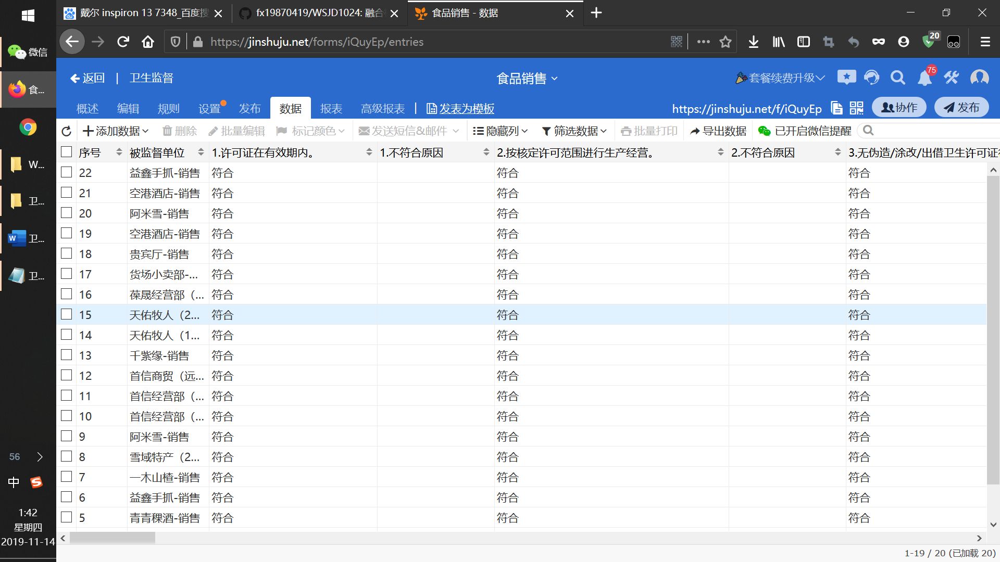 戴尔 inspiron 13 7348_百度搜
fx19870419/WSJD1024: 融合
食品销售 - 数据
https://jinshuju.net/forms/iQuyEp/entries
20
微信
食...
W...
卫...
卫...
卫...
56
中
1:42
星期四
2019-11-14
返回 | 卫生监督
食品销售
套餐续费升级
75
概述 编辑 规则 设置 发布 数据 报表 高级报表 | 发表为模板
https://jinshuju.net/f/iQuyEp
协作
发布
添加数据 删除 批量编辑 标记颜色 发送短信&邮件 隐藏列 筛选数据 批量打印 导出数据 已开启微信提醒
序号 被监督单位 1.许可证在有效期内。 1.不符合原因 2.按核定许可范围进行生产经营。 2.不符合原因 3.无伪造/涂改/出借卫生许可证
22 益鑫手抓-销售 符合 符合 符合
21 空港酒店-销售 符合 符合 符合
20 阿米雪-销售 符合 符合 符合
19 空港酒店-销售 符合 符合 符合
18 贵宾厅-销售 符合 符合 符合
17 货场小卖部-... 符合 符合 符合
16 葆晟经营部（... 符合 符合 符合
15 天佑牧人（2... 符合 符合 符合
14 天佑牧人（1... 符合 符合 符合
13 千紫缘-销售 符合 符合 符合
12 首信商贸（远... 符合 符合 符合
11 首信经营部（... 符合 符合 符合
10 首信经营部（... 符合 符合 符合
9 阿米雪-销售 符合 符合 符合
8 雪域特产（2... 符合 符合 符合
7 一木山楂-销售 符合 符合 符合
6 益鑫手抓-销售 符合 符合 符合
5 青青稞酒-销售 符合 符合 符合
1-19 / 20 (已加载 20)